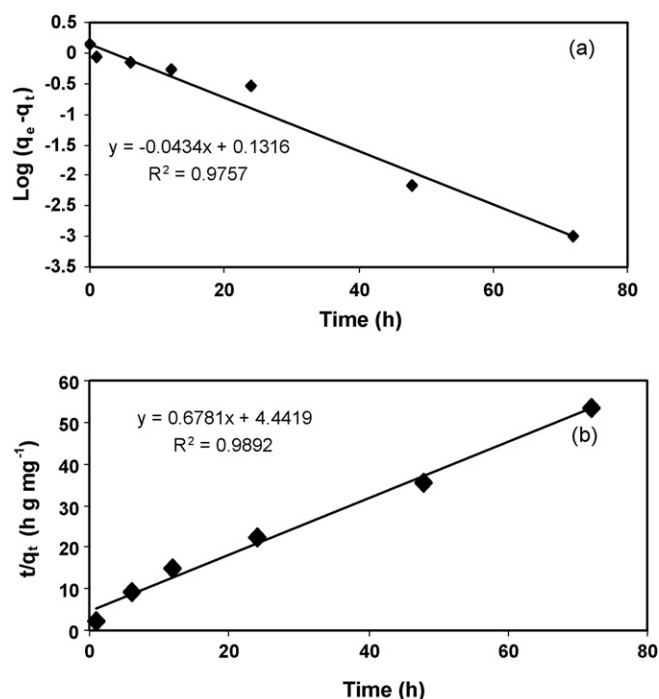 0.5
(a)
0
-0.5
-1
-1.5
-2
-2.5
-3
-3.5
Log (qₑ-qₜ)
y = -0.0434x + 0.1316
R² = 0.9757
0 20 40 60 80
Time (h)
60
50
40
30
20
10
0
t/qₜ (h g mg⁻¹)
y = 0.6781x + 4.4419
R² = 0.9892
(b)
0 20 40 60 80
Time (h)